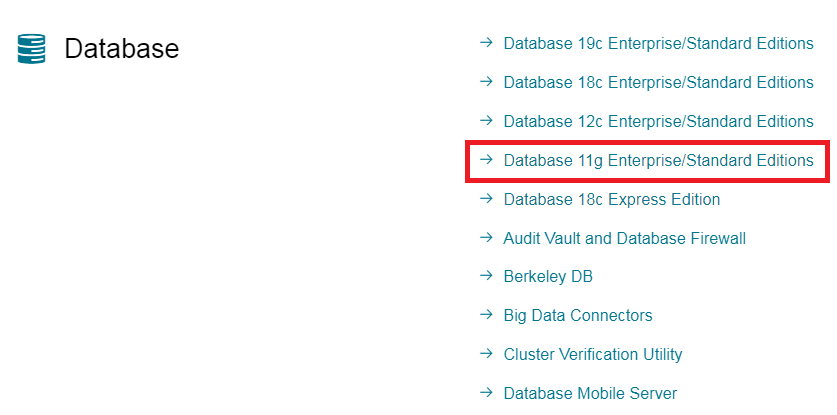 Database
Database 19c Enterprise/Standard Editions
Database 18c Enterprise/Standard Editions
Database 12c Enterprise/Standard Editions
Database 11g Enterprise/Standard Editions
Database 18c Express Edition
Audit Vault and Database Firewall
Berkeley DB
Big Data Connectors
Cluster Verification Utility
Database Mobile Server